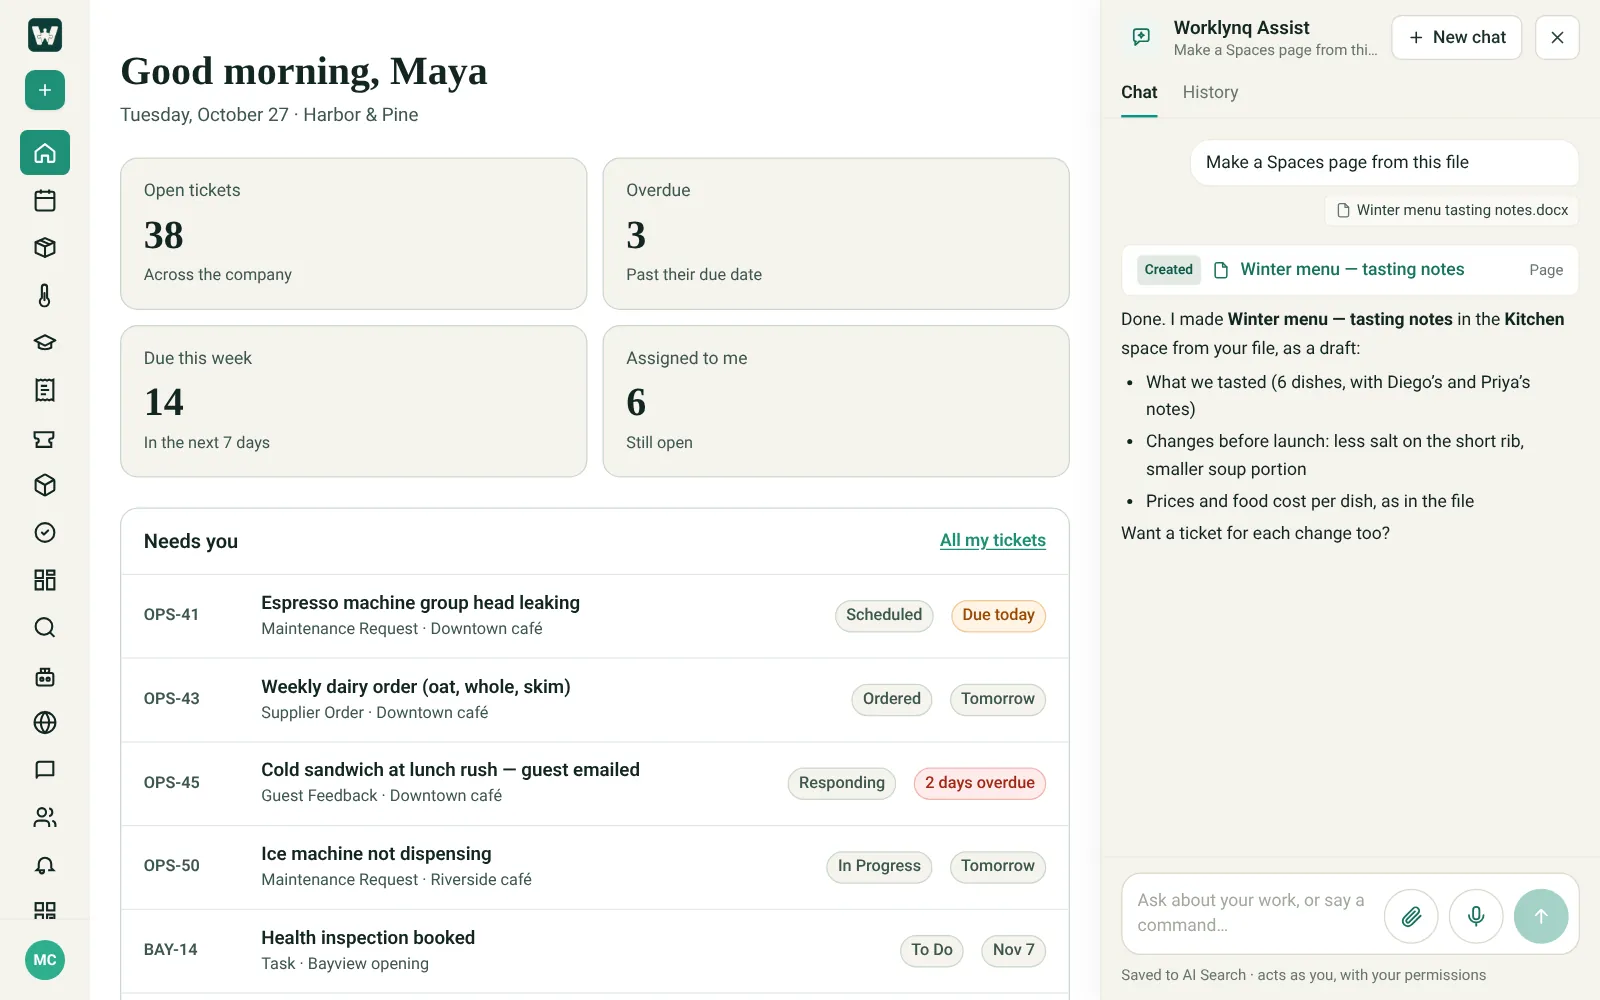 W
Good morning, Maya
Tuesday, October 27 · Harbor & Pine
Open tickets
38
Across the company
Overdue
3
Past their due date
Due this week
14
In the next 7 days
Assigned to me
6
Still open
Needs you
All my tickets
OPS-41
Espresso machine group head leaking
Maintenance Request · Downtown café
Scheduled
Due today
OPS-43
Weekly dairy order (oat, whole, skim)
Supplier Order · Downtown café
Ordered
Tomorrow
OPS-45
Cold sandwich at lunch rush — guest emailed
Guest Feedback · Downtown café
Responding
2 days overdue
OPS-50
Ice machine not dispensing
Maintenance Request · Riverside café
In Progress
Tomorrow
BAY-14
Health inspection booked
Task · Bayview opening
To Do
Nov 7
MC
Worklynq Assist
Make a Spaces page from thi...
New chat
Chat
History
Make a Spaces page from this file
Winter menu tasting notes.docx
Created
Winter menu — tasting notes
Page
Done. I made Winter menu — tasting notes in the Kitchen
space from your file, as a draft:
• What we tasted (6 dishes, with Diego’s and Priya’s
notes)
• Changes before launch: less salt on the short rib,
smaller soup portion
• Prices and food cost per dish, as in the file
Want a ticket for each change too?
Ask about your work, or say a
command…
Saved to AI Search · acts as you, with your permissions